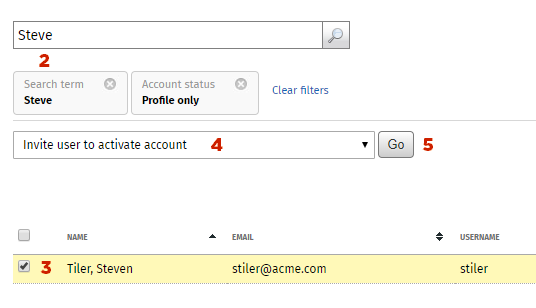 Steve
2
Search term
Steve
Account status
Profile only
Clear filters
Invite user to activate account 4 Go 5
NAME EMAIL USERNAME
3 Tiler, Steven stiler@acme.com stiler